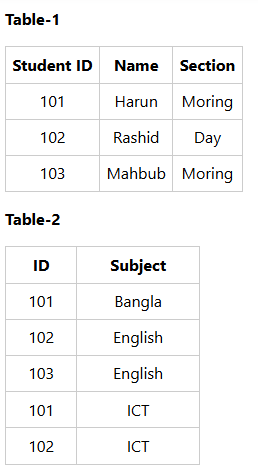 Table-1
Student ID Name Section
101 Harun Moring
102 Rashid Day
103 Mahbub Moring
Table-2
ID Subject
101 Bangla
102 English
103 English
101 ICT
102 ICT